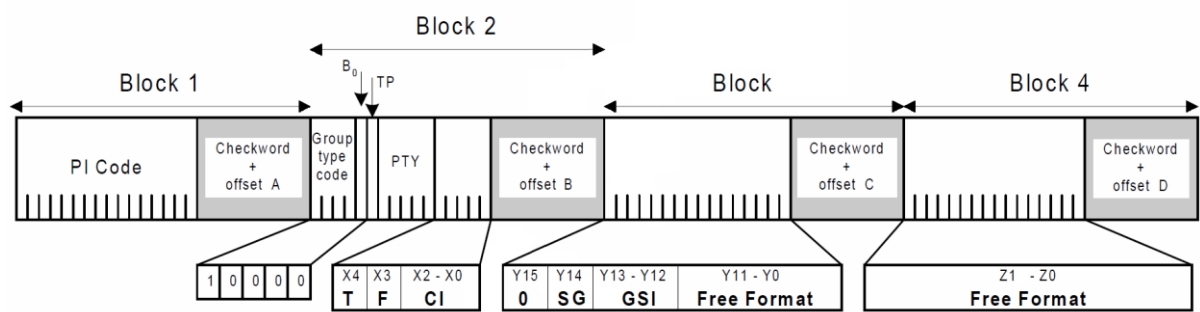 Block 2
Block 1
B0
TP
Block
Block 4
PI Code
Checkword
+
offset A
Group
type
code
PTY
Checkword
+
offset B
Checkword
+
offset C
Checkword
+
offset D
1 0 0 0 0
X4 X3 X2 - X0
T F CI
Y15 Y14 Y13 - Y12 Y11 - Y0
0 SG GSI Free Format
Z1 - Z0
Free Format